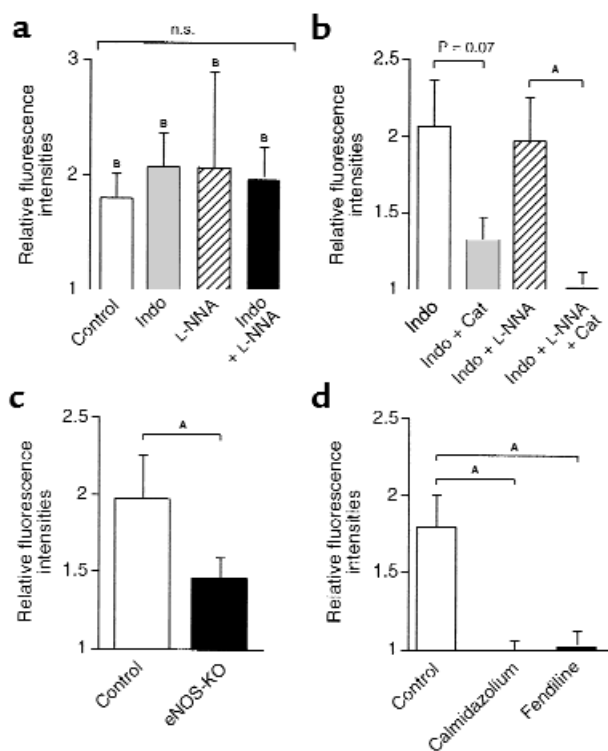 a
n.s.
3
2
1
Relative fluorescence
intensities
B
B
B
B
Control
Indo
L-NNA
Indo
+ L-NNA
b
P = 0.07
A
2.5
2
1.5
1
Relative fluorescence
intensities
Indo
Indo + Cat
Indo + L-NNA
Indo + L-NNA
+ Cat
c
A
2.5
2
1.5
1
Relative fluorescence
intensities
Control
eNOS-KO
d
A
A
2.5
2
1.5
1
Relative fluorescence
intensities
Control
Calmidazolium
Fendiline